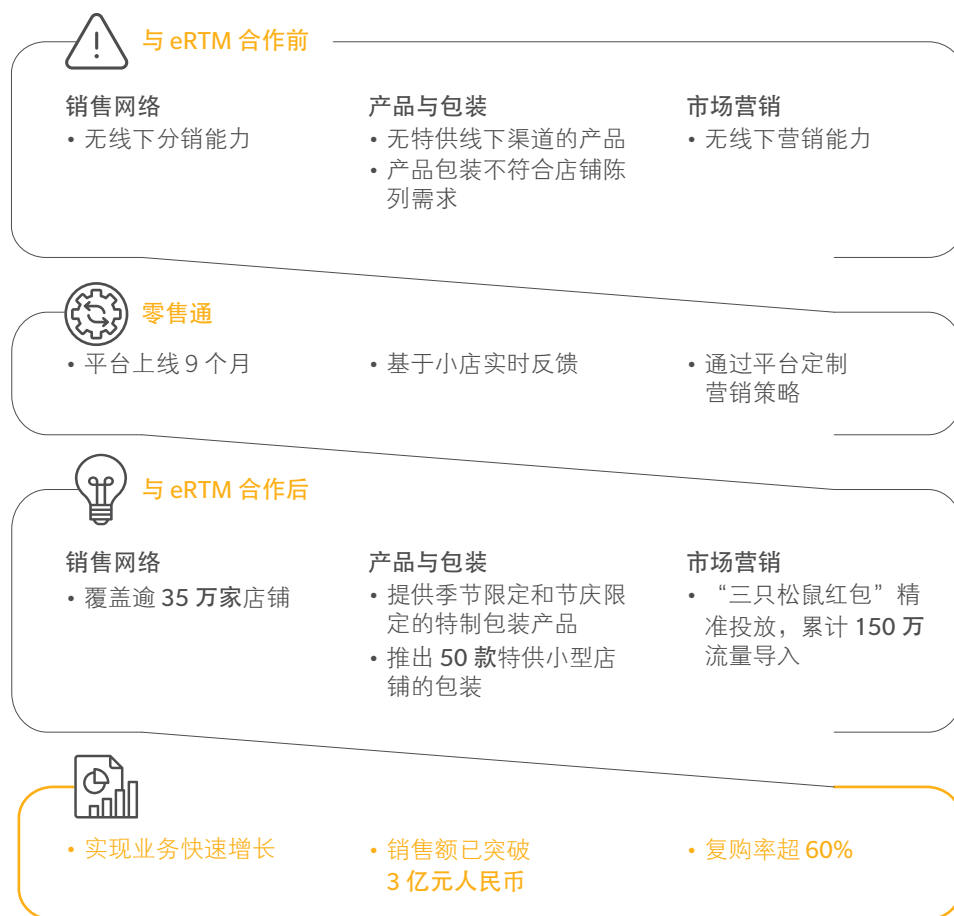 与 eRTM 合作前
销售网络
• 无线下分销能力
产品与包装
• 无特供线下渠道的产品
• 产品包装不符合店铺陈
列需求
市场营销
• 无线下营销能力
零售通
• 平台上线 9 个月
• 基于小店实时反馈
• 通过平台定制
营销策略
与 eRTM 合作后
销售网络
• 覆盖逾 35 万家店铺
产品与包装
• 提供季节限定和节庆限
定的特制包装产品
• 推出 50 款特供小型店
铺的包装
市场营销
• “三只松鼠红包”精
准投放，累计 150 万
流量导入
• 实现业务快速增长
• 销售额已突破
3 亿元人民币
• 复购率超 60%